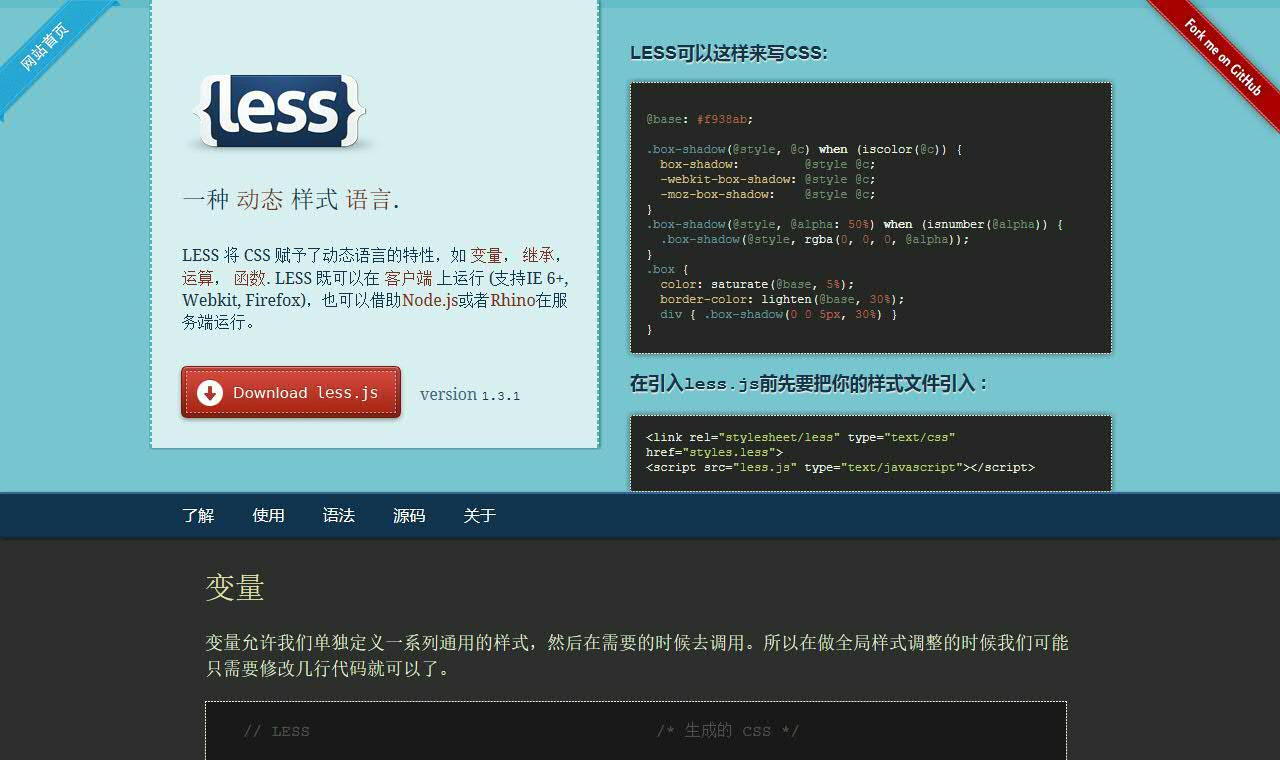 网站首页
Fork me on GitHub
{less}
一种 动态 样式 语言.
LESS 将 CSS 赋予了动态语言的特性，如 变量， 继承，
运算， 函数. LESS 既可以在 客户端 上运行 (支持IE 6+,
Webkit, Firefox)，也可以借助Node.js或者Rhino在服
务端运行。
Download less.js
version 1.3.1
LESS可以这样来写CSS:
@base: #f938ab;
.box-shadow(@style, @c) when (iscolor(@c)) {
  box-shadow:         @style @c;
  -webkit-box-shadow: @style @c;
  -moz-box-shadow:    @style @c;
}
.box-shadow(@style, @alpha: 50%) when (isnumber(@alpha)) {
  .box-shadow(@style, rgba(0, 0, 0, @alpha));
}
.box {
  color: saturate(@base, 5%);
  border-color: lighten(@base, 30%);
  div { .box-shadow(0 0 5px, 30%) }
}
在引入less.js前先要把你的样式文件引入：
<link rel="stylesheet/less" type="text/css"
href="styles.less">
<script src="less.js" type="text/javascript"></script>
了解 使用 语法 源码 关于
变量
变量允许我们单独定义一系列通用的样式，然后在需要的时候去调用。所以在做全局样式调整的时候我们可能
只需要修改几行代码就可以了。
// LESS
/* 生成的 CSS */